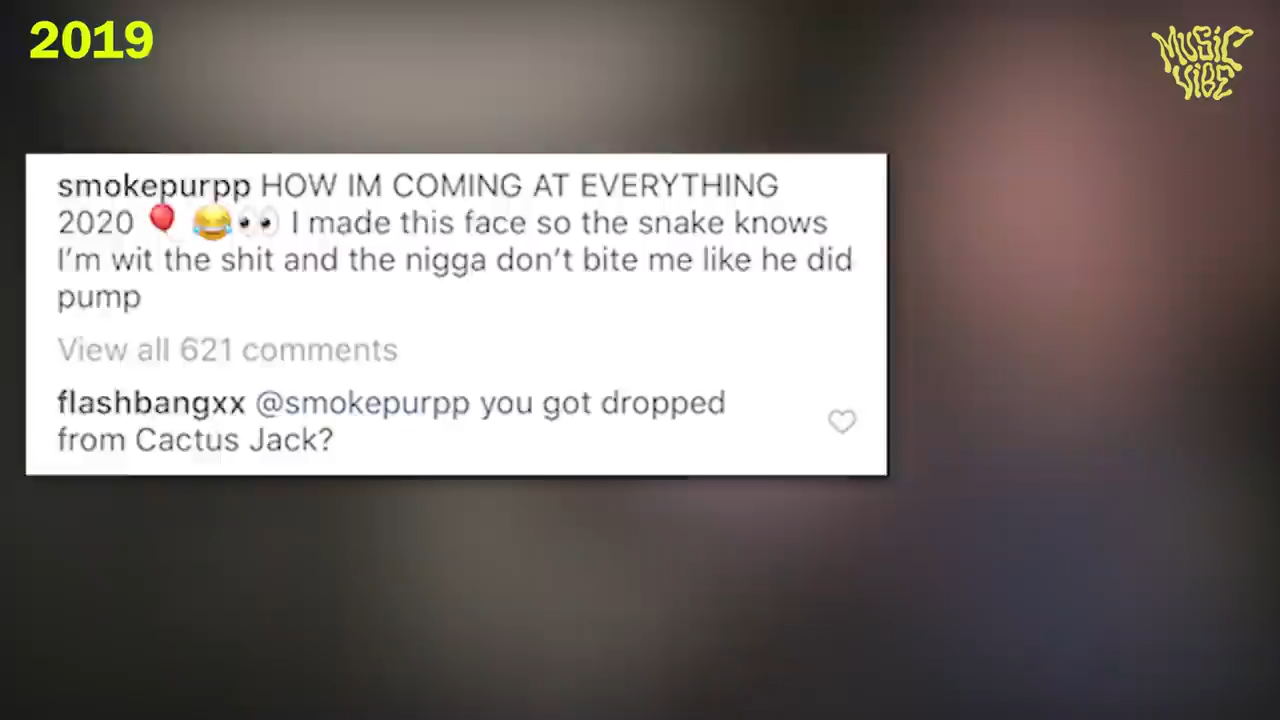 2019
MUSIC
VIBE
smokepurpp HOW IM COMING AT EVERYTHING
2020 🎈 😂👀 I made this face so the snake knows
I'm wit the shit and the nigga don't bite me like he did
pump
View all 621 comments
flashbangxx @smokepurpp you got dropped
from Cactus Jack?